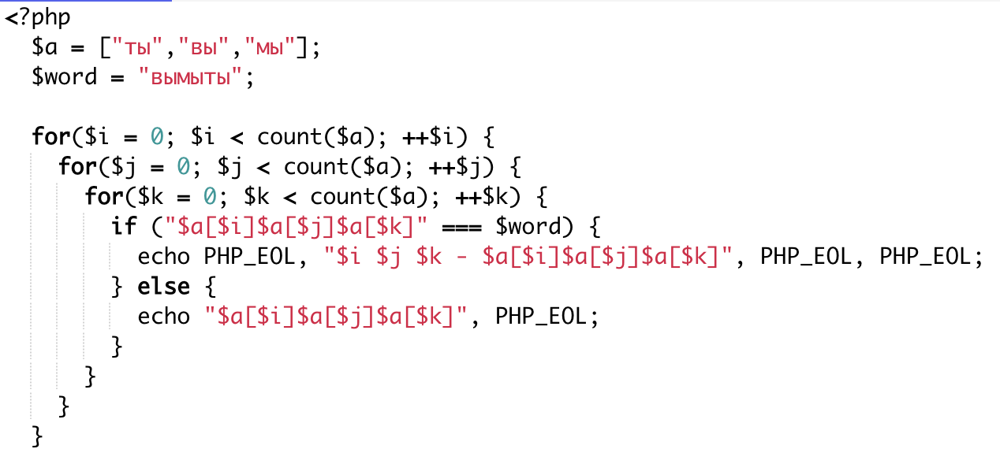 <?php
  $a = ["ты","вы","мы"];
  $word = "вымыты";

  for($i = 0; $i < count($a); ++$i) {
    for($j = 0; $j < count($a); ++$j) {
      for($k = 0; $k < count($a); ++$k) {
        if ("$a[$i]$a[$j]$a[$k]" === $word) {
          echo PHP_EOL, "$i $j $k - $a[$i]$a[$j]$a[$k]", PHP_EOL, PHP_EOL;
        } else {
          echo "$a[$i]$a[$j]$a[$k]", PHP_EOL;
        }
      }
    }
  }